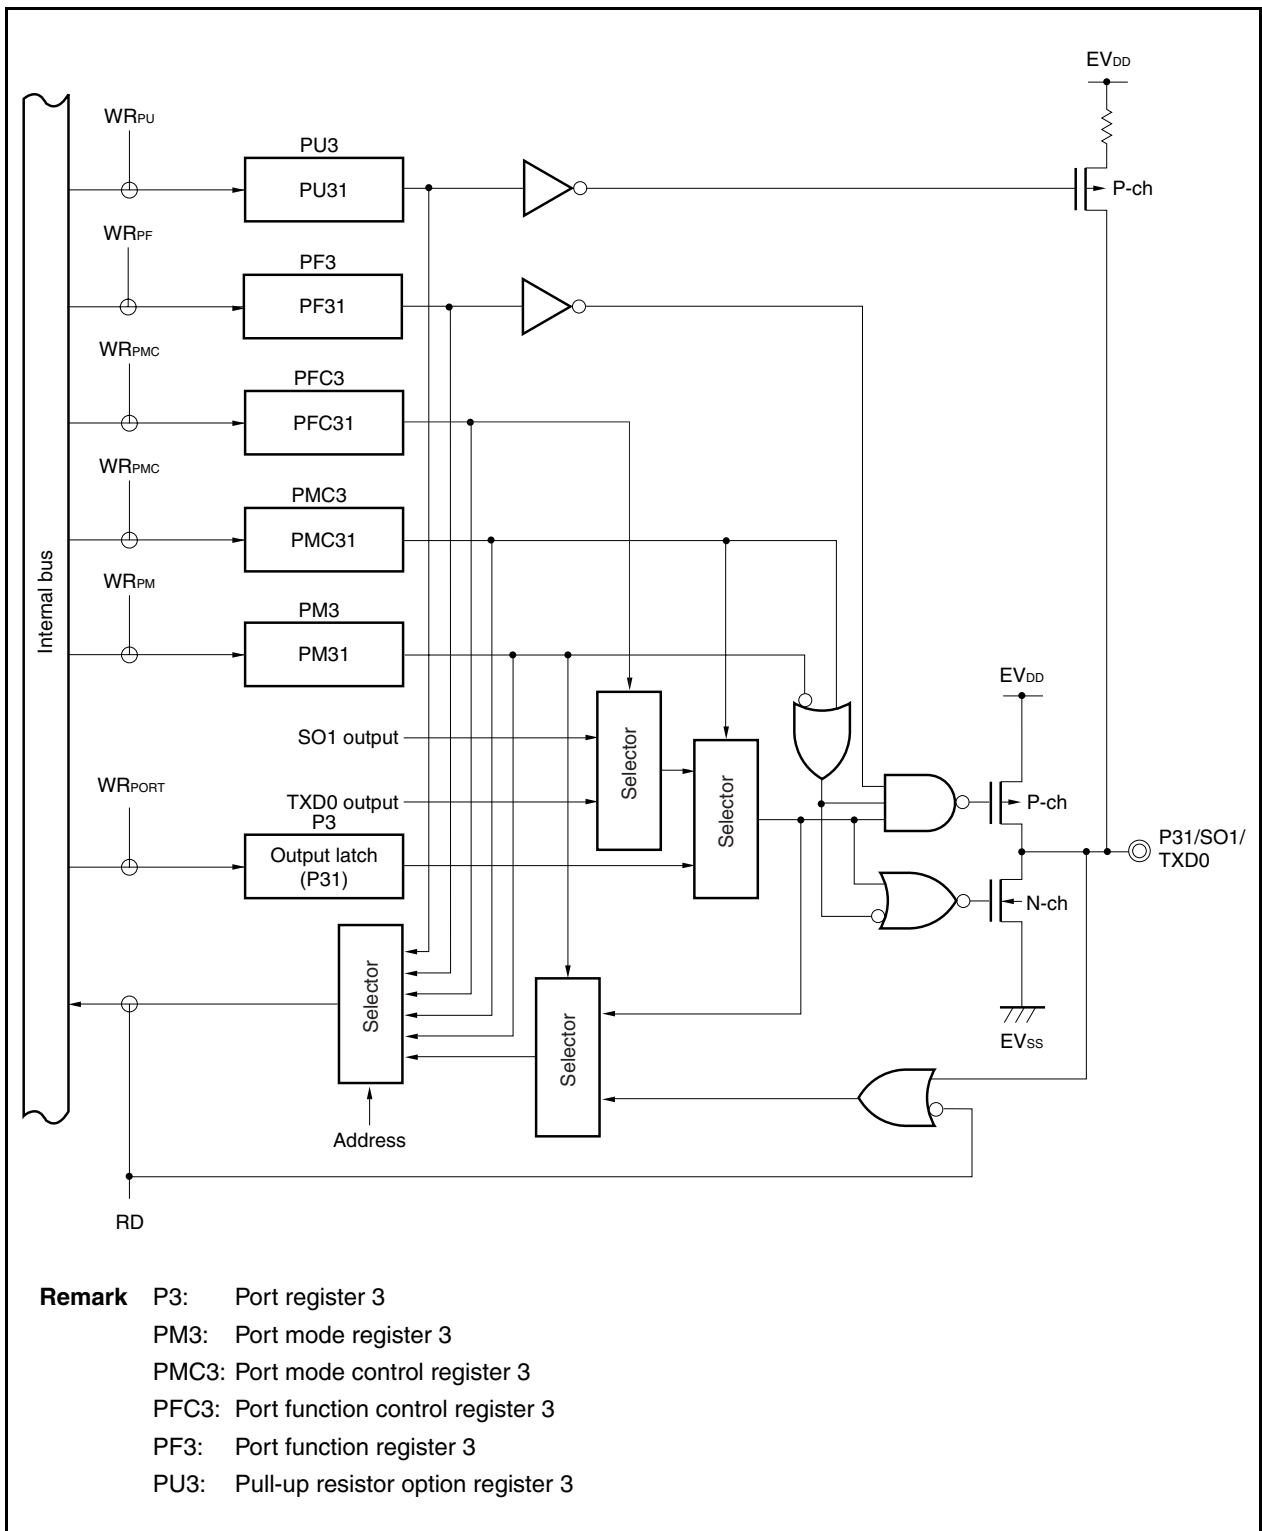 EVDD
WRPU
PU3
PU31
P-ch
WRPF
PF3
PF31
WRPMC
PFC3
PFC31
WRPMC
PMC3
PMC31
Internal bus
WRPM
PM3
PM31
EVDD
SO1 output
Selector
Selector
WRPORT
TXD0 output
P3
Output latch
(P31)
P-ch
P31/SO1/
TXD0
N-ch
Selector
Selector
EVSS
Address
RD
Remark P3: Port register 3
PM3: Port mode register 3
PMC3: Port mode control register 3
PFC3: Port function control register 3
PF3: Port function register 3
PU3: Pull-up resistor option register 3